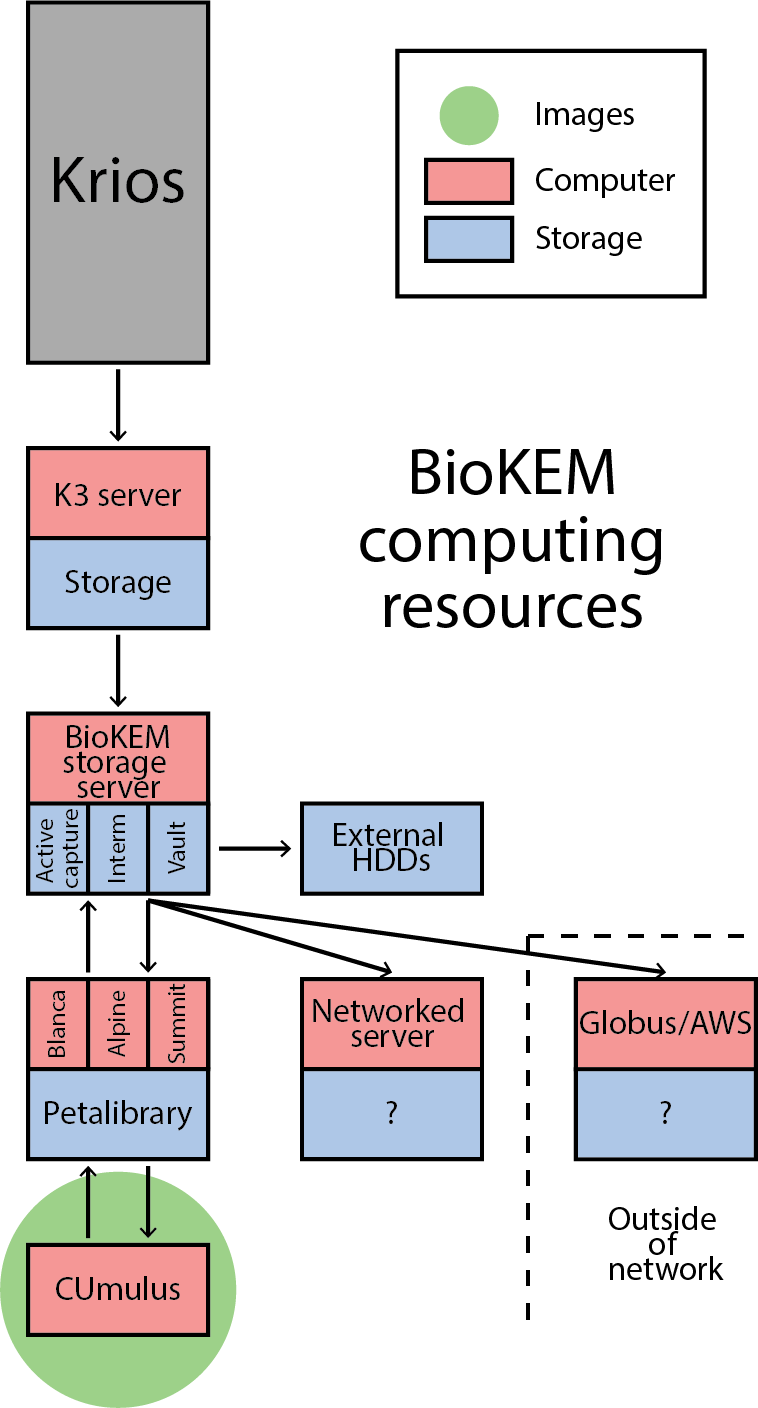 Krios
Images
Computer
Storage
K3 server
Storage
BioKEM
computing
resources
BioKEM
storage
server
Active
capture
Interm
Vault
External
HDDs
Blanca
Alpine
Summit
Petalibrary
Networked
server
?
Globus/AWS
?
Outside
of
network
CUmulus